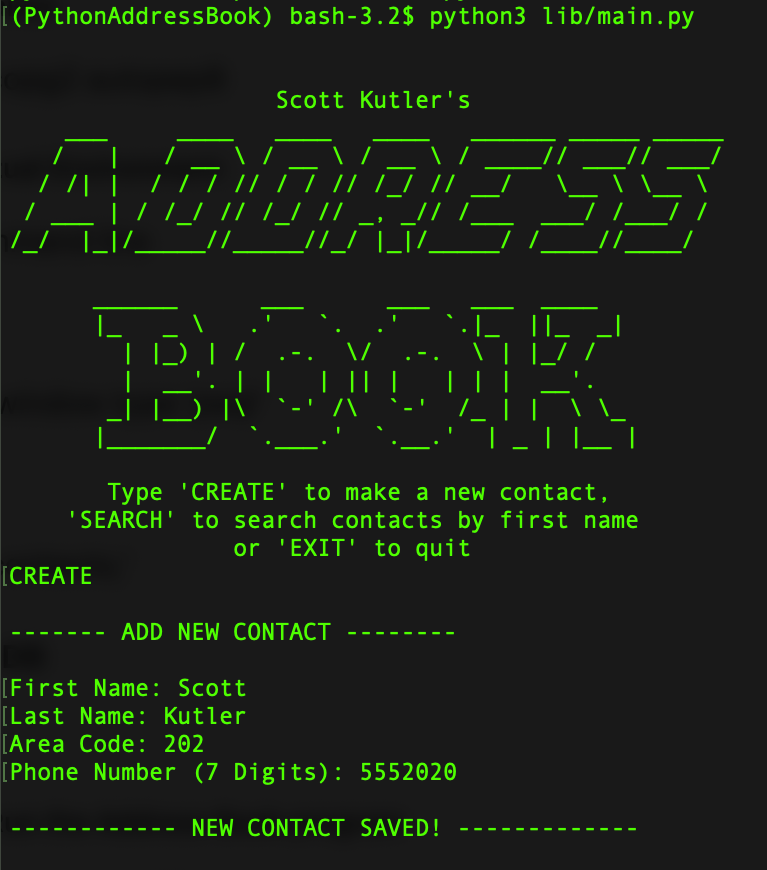 (PythonAddressBook) bash-3.2$ python3 lib/main.py
Scott Kutler's
ADDRESS
BOOK
Type 'CREATE' to make a new contact,
'SEARCH' to search contacts by first name
or 'EXIT' to quit
CREATE
------- ADD NEW CONTACT --------
First Name: Scott
Last Name: Kutler
Area Code: 202
Phone Number (7 Digits): 5552020
------------ NEW CONTACT SAVED! -------------